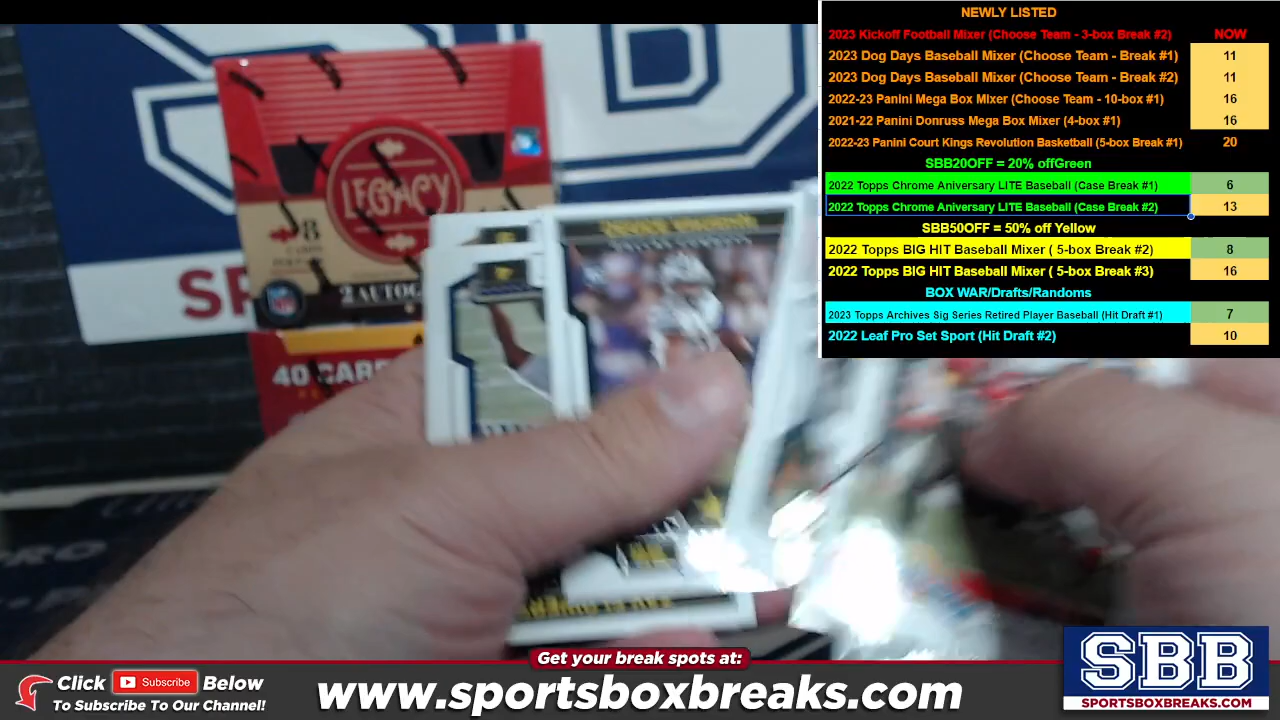 NEWLY LISTED
2023 Kickoff Football Mixer (Choose Team - 3-box Break #2) NOW
2023 Dog Days Baseball Mixer (Choose Team - Break #1) 11
2023 Dog Days Baseball Mixer (Choose Team - Break #2) 11
2022-23 Panini Mega Box Mixer (Choose Team - 10-box #1) 16
2021-22 Panini Donruss Mega Box Mixer (4-box #1) 16
2022-23 Panini Court Kings Revolution Basketball (5-box Break #1) 20
SBB20OFF = 20% offGreen
2022 Topps Chrome Aniversary LITE Baseball (Case Break #1) 6
2022 Topps Chrome Aniversary LITE Baseball (Case Break #2) 13
SBB50OFF = 50% off Yellow
2022 Topps BIG HIT Baseball Mixer ( 5-box Break #2) 8
2022 Topps BIG HIT Baseball Mixer ( 5-box Break #3) 16
BOX WAR/Drafts/Randoms
2023 Topps Archives Sig Series Retired Player Baseball (Hit Draft #1) 7
2022 Leaf Pro Set Sport (Hit Draft #2) 10
LEGACY
8
2 AUTOG
SP
40 CARD
PRO
Get your break spots at:
Click Subscribe Below
To Subscribe To Our Channel!
www.sportsboxbreaks.com
SBB
SPORTSBOXBREAKS.COM